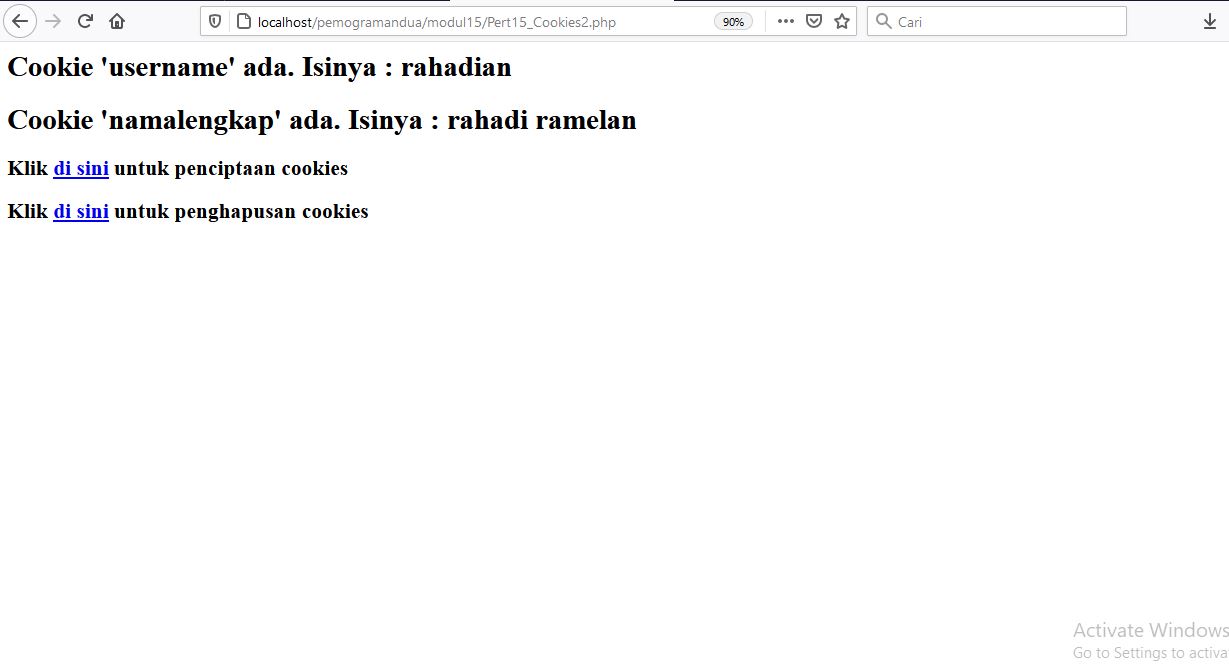 localhost/pemogramandua/modul15/Pert15_Cookies2.php 90% Cari
Cookie 'username' ada. Isinya : rahadian
Cookie 'namalengkap' ada. Isinya : rahadi ramelan
Klik di sini untuk penciptaan cookies
Klik di sini untuk penghapusan cookies
Activate Windows
Go to Settings to activa